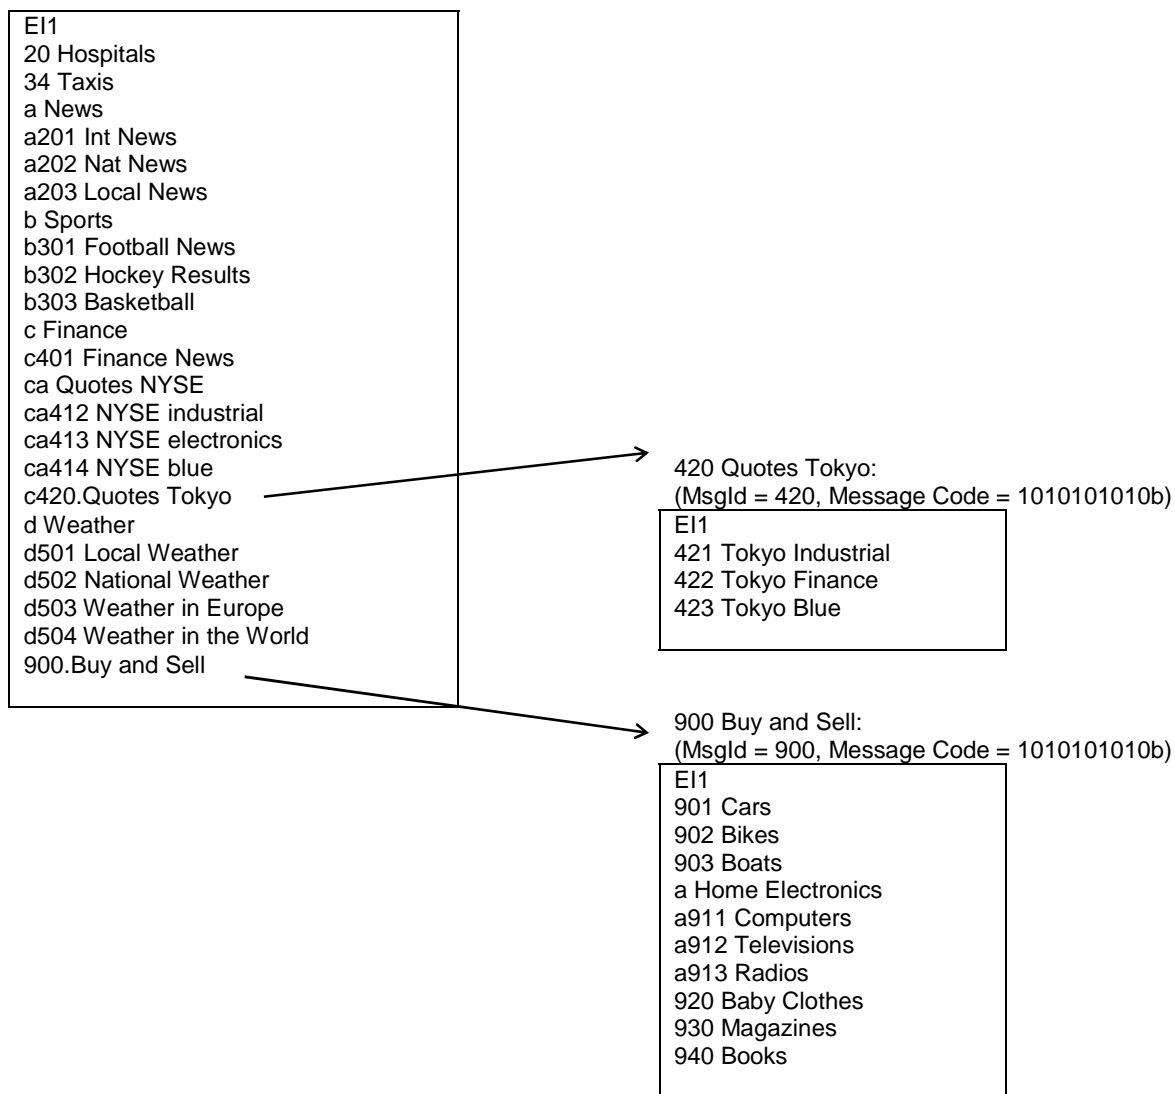 EI1
20 Hospitals
34 Taxis
a News
a201 Int News
a202 Nat News
a203 Local News
b Sports
b301 Football News
b302 Hockey Results
b303 Basketball
c Finance
c401 Finance News
ca Quotes NYSE
ca412 NYSE industrial
ca413 NYSE electronics
ca414 NYSE blue
c420.Quotes Tokyo
d Weather
d501 Local Weather
d502 National Weather
d503 Weather in Europe
d504 Weather in the World
900.Buy and Sell
420 Quotes Tokyo:
(MsgId = 420, Message Code = 1010101010b)
EI1
421 Tokyo Industrial
422 Tokyo Finance
423 Tokyo Blue
900 Buy and Sell:
(MsgId = 900, Message Code = 1010101010b)
EI1
901 Cars
902 Bikes
903 Boats
a Home Electronics
a911 Computers
a912 Televisions
a913 Radios
920 Baby Clothes
930 Magazines
940 Books